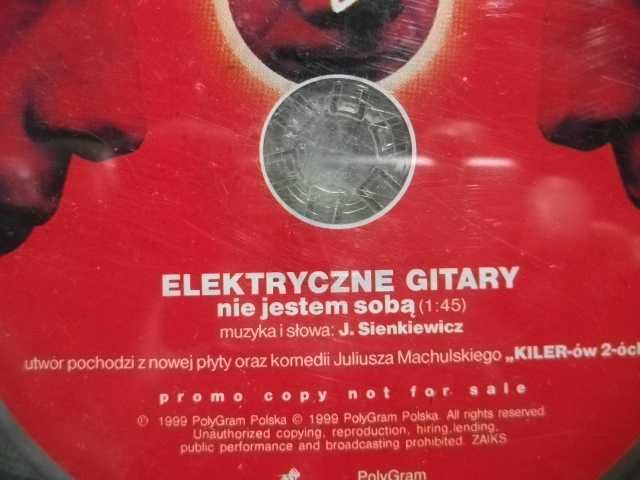 ELEKTRYCZNE GITARY
nie jestem sobą (1:45)
muzyka i słowa: J. Sienkiewicz
utwór pochodzi z nowej płyty oraz komedii Juliusza Machulskiego „KILER-ów 2-óch
promo copy not for sale
℗ 1999 PolyGram Polska © 1999 PolyGram Polska. All rights reserved.
Unauthorized copying, reproduction, hiring, lending,
public performance and broadcasting prohibited. ZAIKS
PolyGram